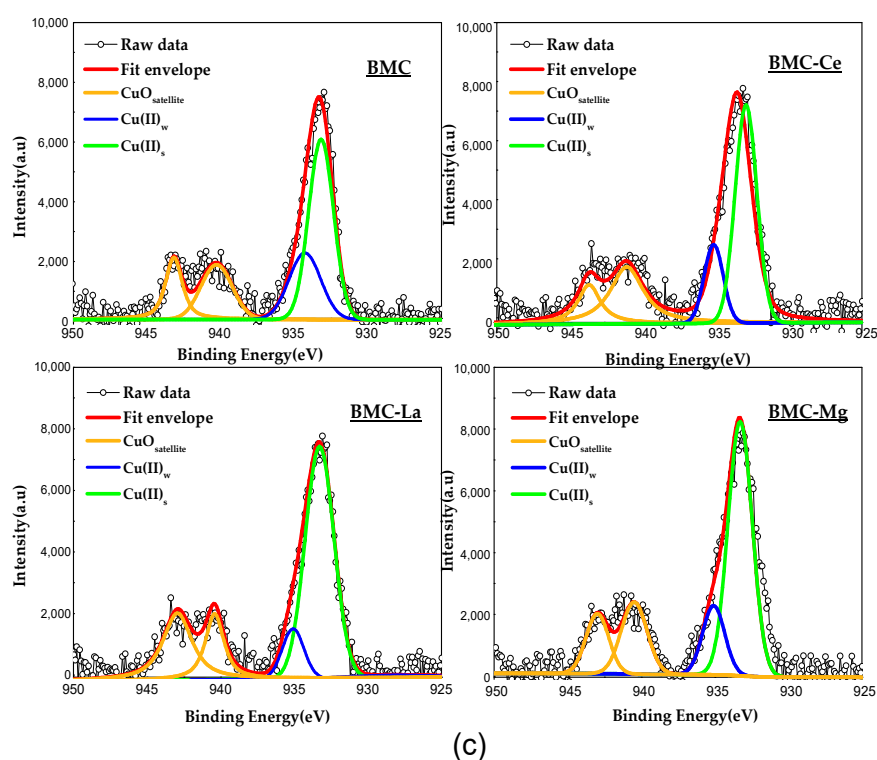 10,000
8,000
6,000
4,000
2,000
0
Intensity(a.u)
Raw data
Fit envelope
CuOsatellite
Cu(II)w
Cu(II)s
BMC
950 945 940 935 930 925
Binding Energy(eV)
10,000
8,000
6,000
4,000
2,000
0
Intensity(a.u)
Raw data
Fit envelope
CuOsatellite
Cu(II)w
Cu(II)s
BMC-Ce
950 945 940 935 930 925
Binding Energy(eV)
10,000
8,000
6,000
4,000
2,000
0
Intensity(a.u)
Raw data
Fit envelope
CuOsatellite
Cu(II)w
Cu(II)s
BMC-La
950 945 940 935 930 925
Binding Energy(eV)
10,000
8,000
6,000
4,000
2,000
0
Intensity(a.u)
Raw data
Fit envelope
CuOsatellite
Cu(II)w
Cu(II)s
BMC-Mg
950 945 940 935 930 925
Binding Energy(eV)
(c)